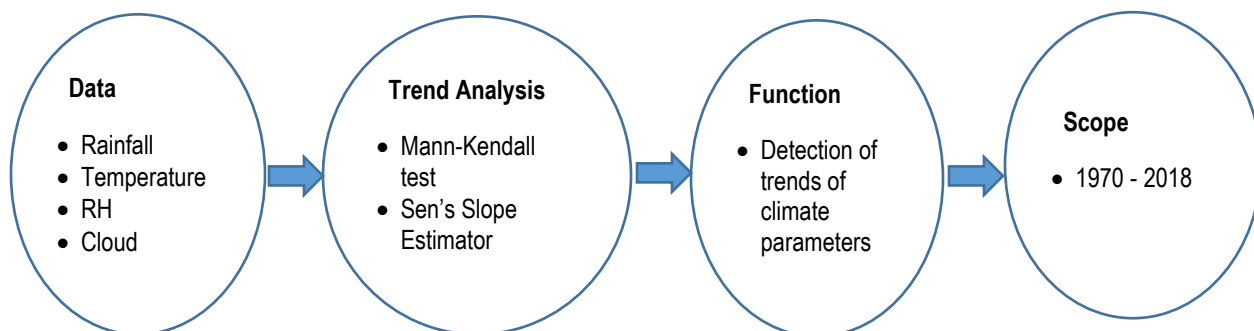 Data
• Rainfall
• Temperature
• RH
• Cloud
Trend Analysis
• Mann-Kendall
test
• Sen’s Slope
Estimator
Function
• Detection of
trends of
climate
parameters
Scope
• 1970 - 2018